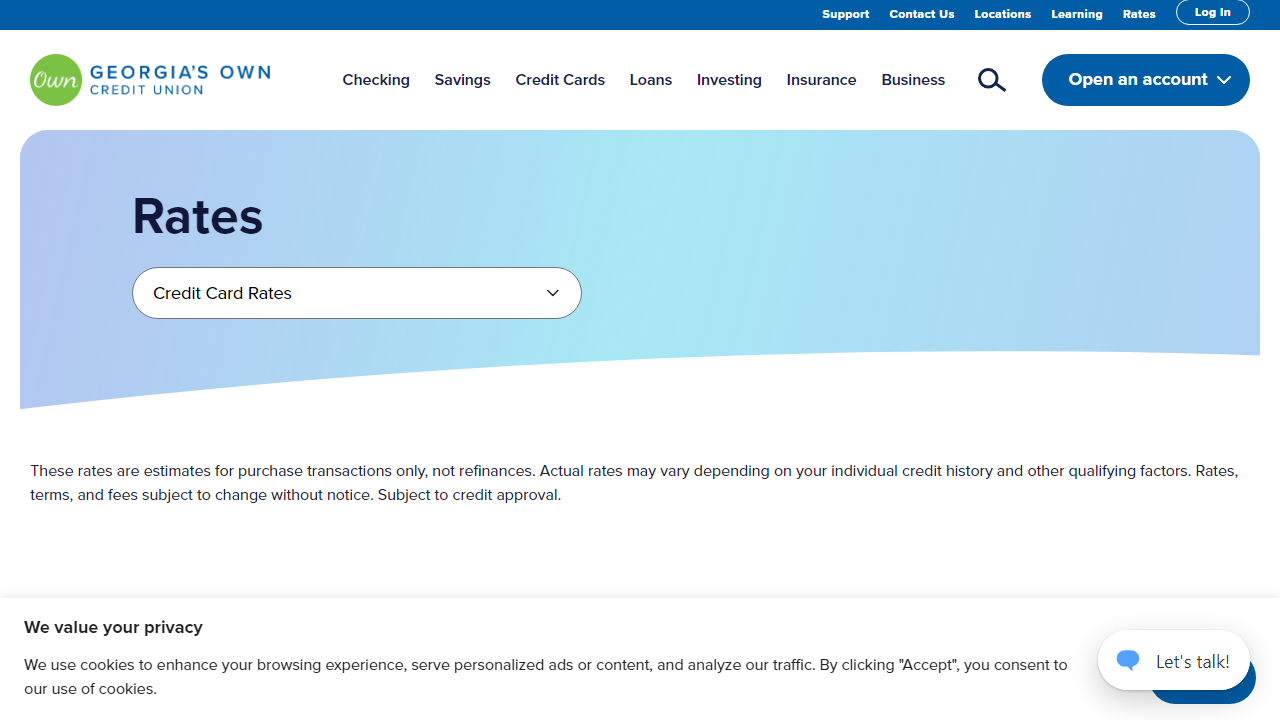 Support Contact Us Locations Learning Rates Log In
Own GEORGIA'S OWN
CREDIT UNION
Checking Savings Credit Cards Loans Investing Insurance Business Open an account
Rates
Credit Card Rates
These rates are estimates for purchase transactions only, not refinances. Actual rates may vary depending on your individual credit history and other qualifying factors. Rates,
terms, and fees subject to change without notice. Subject to credit approval.
We value your privacy
We use cookies to enhance your browsing experience, serve personalized ads or content, and analyze our traffic. By clicking "Accept", you consent to
our use of cookies.
Let's talk!